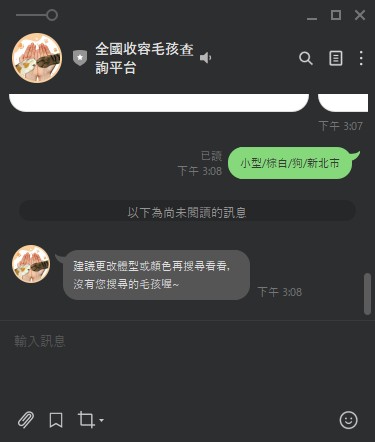 全國收容毛孩查
詢平台
下午 3:07
已讀
下午 3:08
小型/棕白/狗/新北市
以下為尚未閱讀的訊息
建議更改體型或顏色再搜尋看看,
沒有您搜尋的毛孩喔~
下午 3:08
輸入訊息